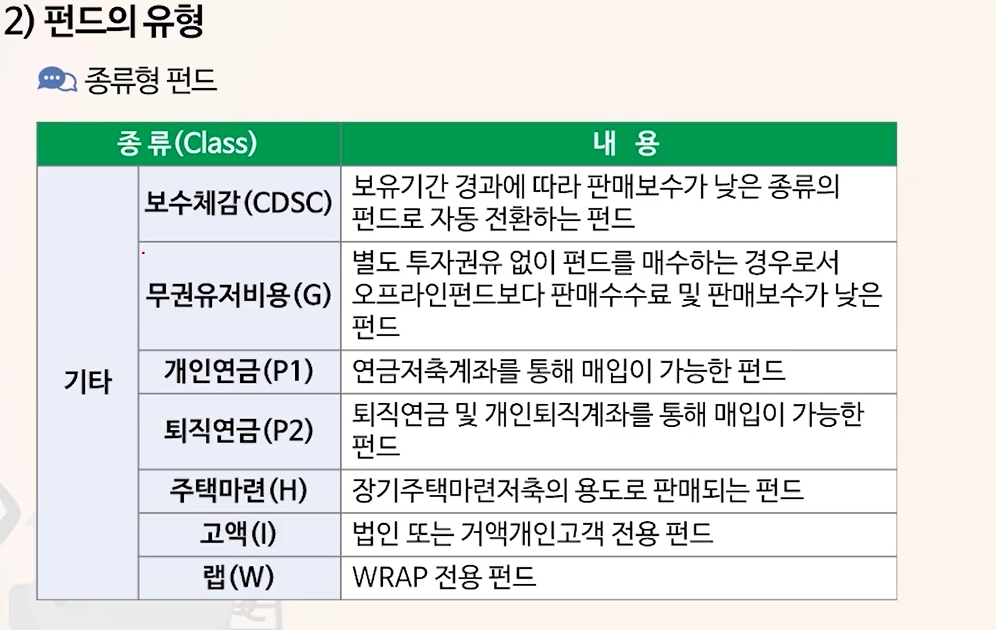 2) 펀드의 유형
종류형 펀드
종 류(Class)
내 용
기타
보수체감(CDSC)
보유기간 경과에 따라 판매보수가 낮은 종류의
펀드로 자동 전환하는 펀드
무권유저비용(G)
별도 투자권유 없이 펀드를 매수하는 경우로서
오프라인펀드보다 판매수수료 및 판매보수가 낮은
펀드
개인연금(P1)
연금저축계좌를 통해 매입이 가능한 펀드
퇴직연금(P2)
퇴직연금 및 개인퇴직계좌를 통해 매입이 가능한
펀드
주택마련(H)
장기주택마련저축의 용도로 판매되는 펀드
고액(I)
법인 또는 거액개인고객 전용 펀드
랩(W)
WRAP 전용 펀드